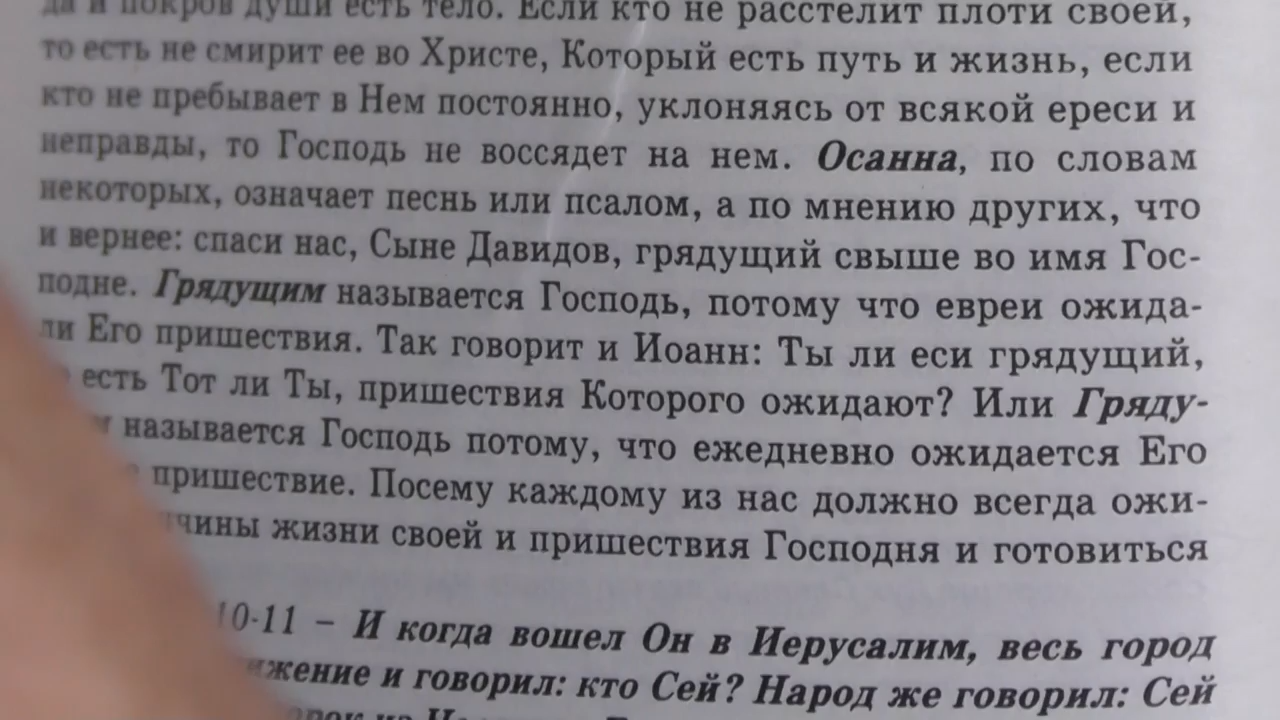 да и покров души есть тело. Если кто не расстелит плоти своей,
то есть не смирит ее во Христе, Который есть путь и жизнь, если
кто не пребывает в Нем постоянно, уклоняясь от всякой ереси и
неправды, то Господь не воссядет на нем. Осанна, по словам
некоторых, означает песнь или псалом, а по мнению других, что
и вернее: спаси нас, Сыне Давидов, грядущий свыше во имя Гос-
подне. Грядущим называется Господь, потому что евреи ожида-
ли Его пришествия. Так говорит и Иоанн: Ты ли еси грядущий,
есть Тот ли Ты, пришествия Которого ожидают? Или Гряду-
называется Господь потому, что ежедневно ожидается Его
пришествие. Посему каждому из нас должно всегда ожи-
жизни своей и пришествия Господня и готовиться
10-11 – И когда вошел Он в Иерусалим, весь город
и говорил: кто Сей? Народ же говорил: Сей